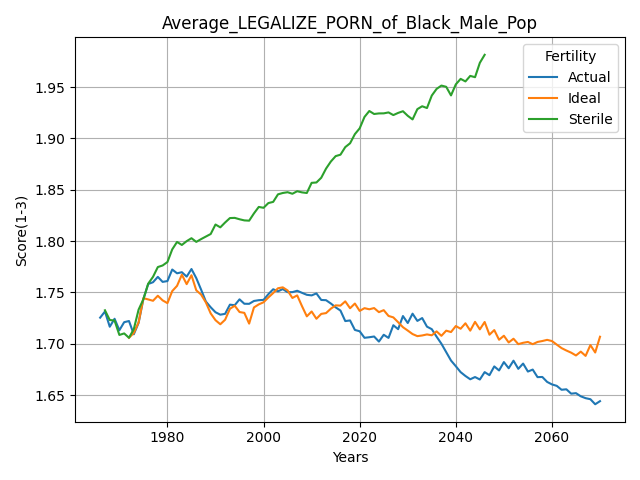 Average_LEGALIZE_PORN_of_Black_Male_Pop
Fertility
Actual
Ideal
Sterile
Score(1-3)
1.95
1.90
1.85
1.80
1.75
1.70
1.65
1980 2000 2020 2040 2060
Years